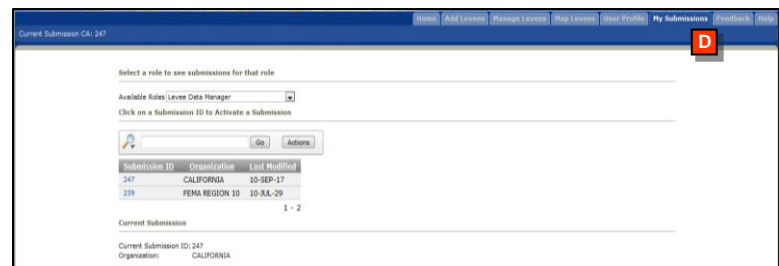 Home Add Levees Manage Levees Map Levees User Profile My Submissions Feedback Help
Current Submission CA: 247
D
Select a role to see submissions for that role
Available Roles Levee Data Manager
Click on a Submission ID to Activate a Submission
Go Actions
Submission ID Organization Last Modified
247 CALIFORNIA 10-SEP-17
239 FEMA REGION 10 10-JUL-29
1 - 2
Current Submission
Current Submission ID: 247
Organization: CALIFORNIA